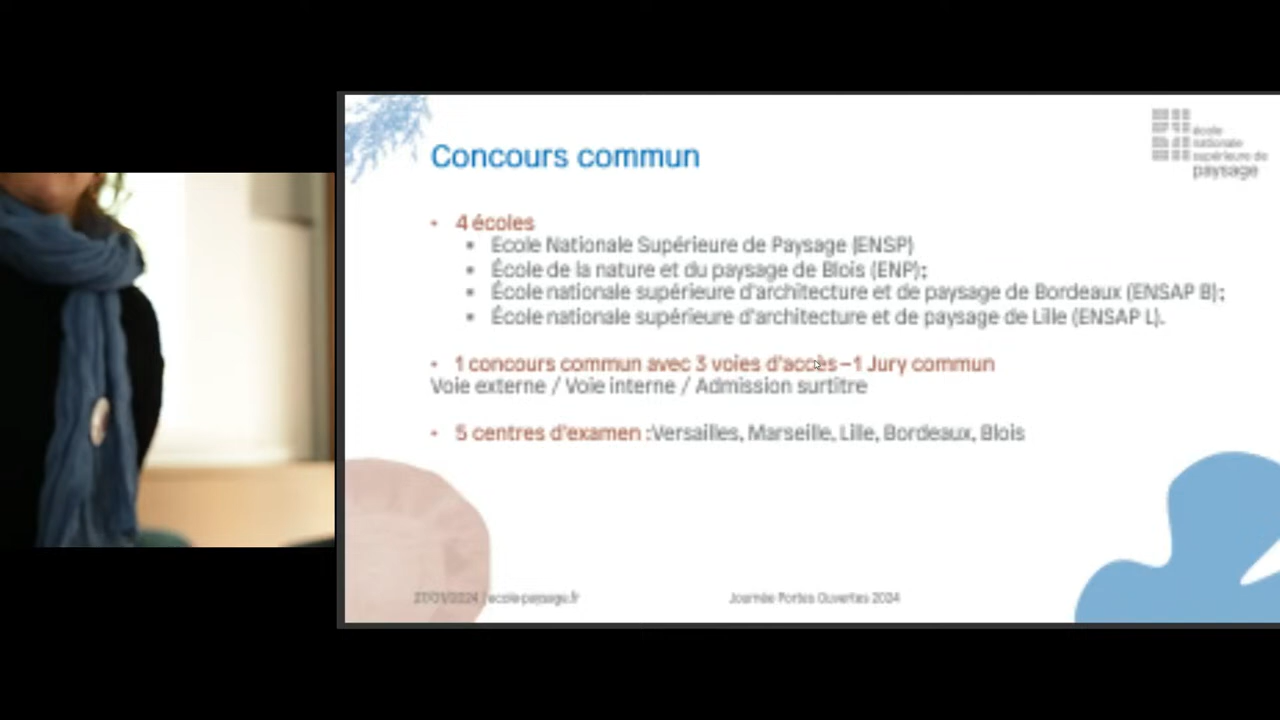 Concours commun
école
nationale
supérieure de
paysage
• 4 écoles
▪ Ecole Nationale Supérieure de Paysage (ENSP)
▪ École de la nature et du paysage de Blois (ENP);
▪ École nationale supérieure d'architecture et de paysage de Bordeaux (ENSAP B);
▪ École nationale supérieure d'architecture et de paysage de Lille (ENSAP L).
• 1 concours commun avec 3 voies d'accès –1 Jury commun
Voie externe / Voie interne / Admission surtitre
• 5 centres d'examen :Versailles, Marseille, Lille, Bordeaux, Blois
27/01/2024 / ecole-paysage.fr
Journée Portes Ouvertes 2024